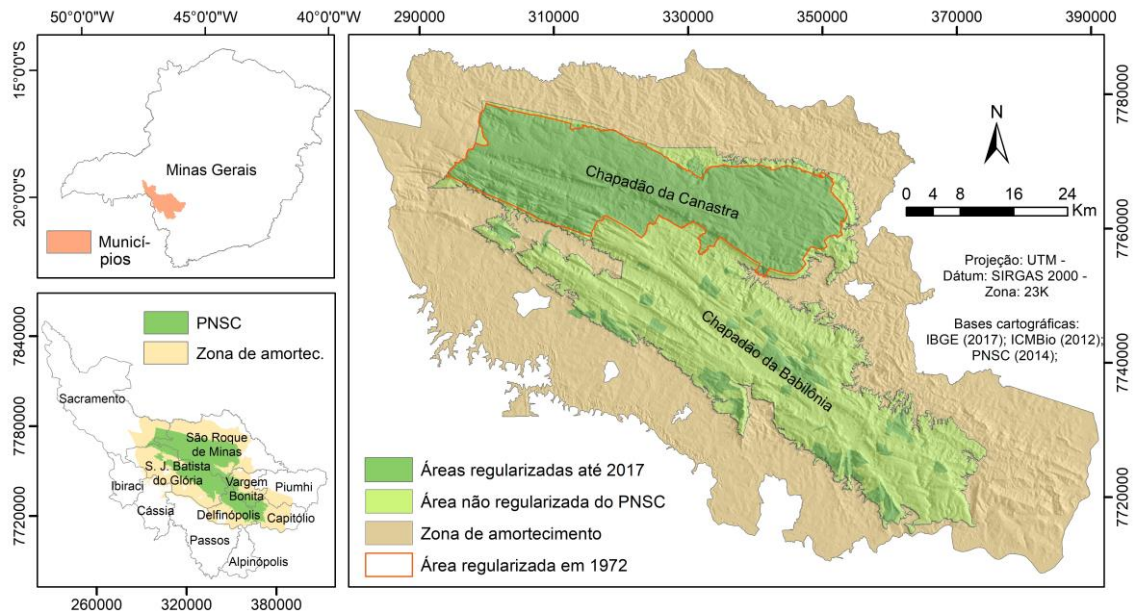 50°0'0"W
45°0'0"W
40°0'0"W
15°0'0"S
20°0'0"S
Minas Gerais
Municí-
pios
PNSC
Zona de amortec.
7840000
7780000
7720000
Sacramento
São Roque
de Minas
S. J. Batista
do Glória
Vargem
Bonita
Piumhi
Ibiraci
Cássia
Delfinópolis
Capitólio
Passos
Alpinópolis
260000
320000
380000
290000
310000
330000
350000
370000
390000
7780000
7760000
7740000
7720000
N
0 8 16 24
Km
Chapadão da Canastra
Chapadão da Babilônia
Projeção: UTM -
Dátum: SIRGAS 2000 -
Zona: 23K
Bases cartográficas:
IBGE (2017); ICMBio (2012);
PNSC (2014);
Áreas regularizadas até 2017
Área não regularizada do PNSC
Zona de amortecimento
Área regularizada em 1972